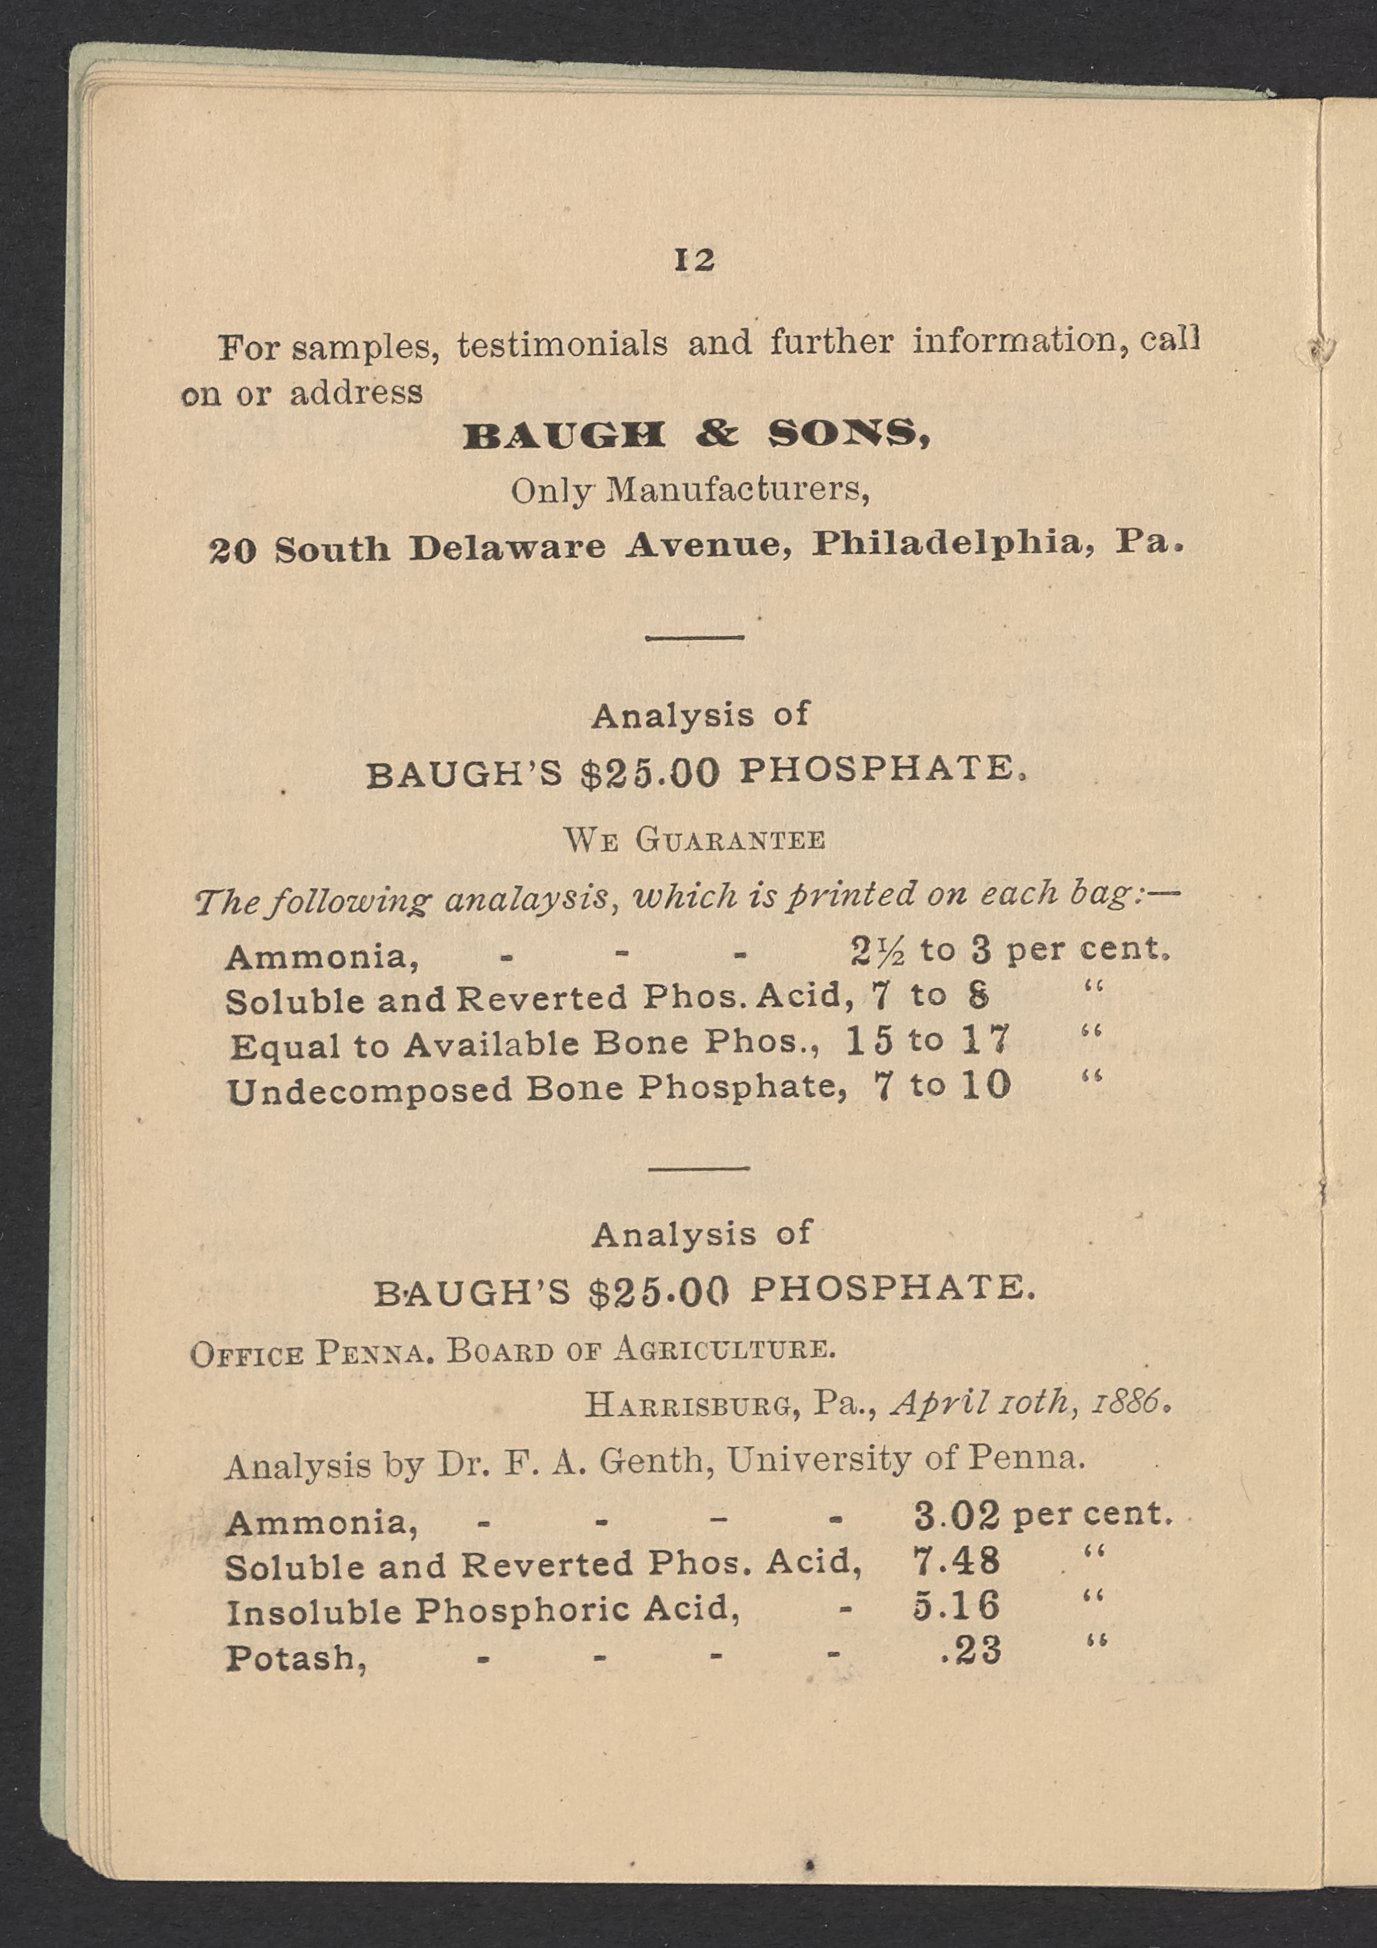 12
For samples, testimonials and further information, call
on or address
BAUGH & SONS,
Only Manufacturers,
20 South Delaware Avenue, Philadelphia, Pa.
Analysis of
BAUGH'S $25.00 PHOSPHATE.
WE GUARANTEE
The following analaysis, which is printed on each bag:—
Ammonia, - - - 2½ to 3 per cent.
Soluble and Reverted Phos. Acid, 7 to 8 “
Equal to Available Bone Phos., 15 to 17 “
Undecomposed Bone Phosphate, 7 to 10 “
Analysis of
BAUGH'S $25.00 PHOSPHATE.
OFFICE PENNA. BOARD OF AGRICULTURE.
HARRISBURG, Pa., April 10th, 1886.
Analysis by Dr. F. A. Genth, University of Penna.
Ammonia, - - - - 3.02 per cent.
Soluble and Reverted Phos. Acid, 7.48 “
Insoluble Phosphoric Acid, - 5.16 “
Potash, - - - - .23 “